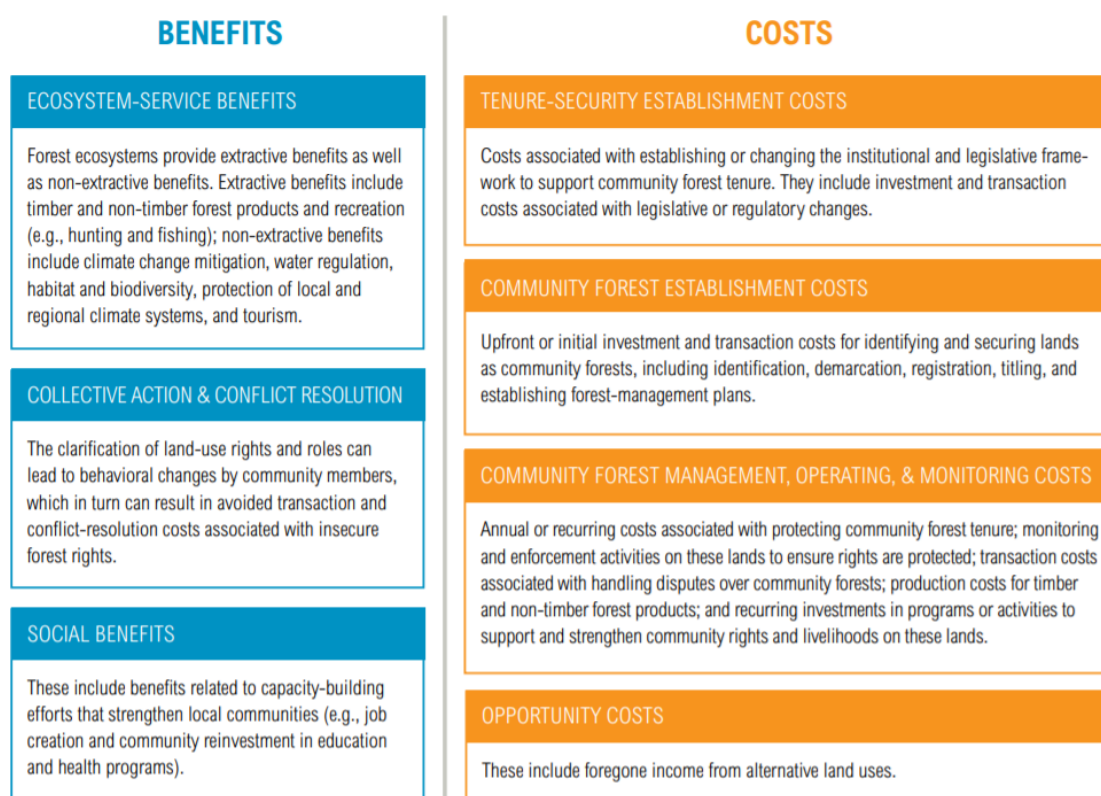 BENEFITS
ECOSYSTEM-SERVICE BENEFITS
Forest ecosystems provide extractive benefits as well
as non-extractive benefits. Extractive benefits include
timber and non-timber forest products and recreation
(e.g., hunting and fishing); non-extractive benefits
include climate change mitigation, water regulation,
habitat and biodiversity, protection of local and
regional climate systems, and tourism.
COLLECTIVE ACTION & CONFLICT RESOLUTION
The clarification of land-use rights and roles can
lead to behavioral changes by community members,
which in turn can result in avoided transaction and
conflict-resolution costs associated with insecure
forest rights.
SOCIAL BENEFITS
These include benefits related to capacity-building
efforts that strengthen local communities (e.g., job
creation and community reinvestment in education
and health programs).
COSTS
TENURE-SECURITY ESTABLISHMENT COSTS
Costs associated with establishing or changing the institutional and legislative frame-
work to support community forest tenure. They include investment and transaction
costs associated with legislative or regulatory changes.
COMMUNITY FOREST ESTABLISHMENT COSTS
Upfront or initial investment and transaction costs for identifying and securing lands
as community forests, including identification, demarcation, registration, titling, and
establishing forest-management plans.
COMMUNITY FOREST MANAGEMENT, OPERATING, & MONITORING COSTS
Annual or recurring costs associated with protecting community forest tenure; monitoring
and enforcement activities on these lands to ensure rights are protected; transaction costs
associated with handling disputes over community forests; production costs for timber
and non-timber forest products; and recurring investments in programs or activities to
support and strengthen community rights and livelihoods on these lands.
OPPORTUNITY COSTS
These include foregone income from alternative land uses.